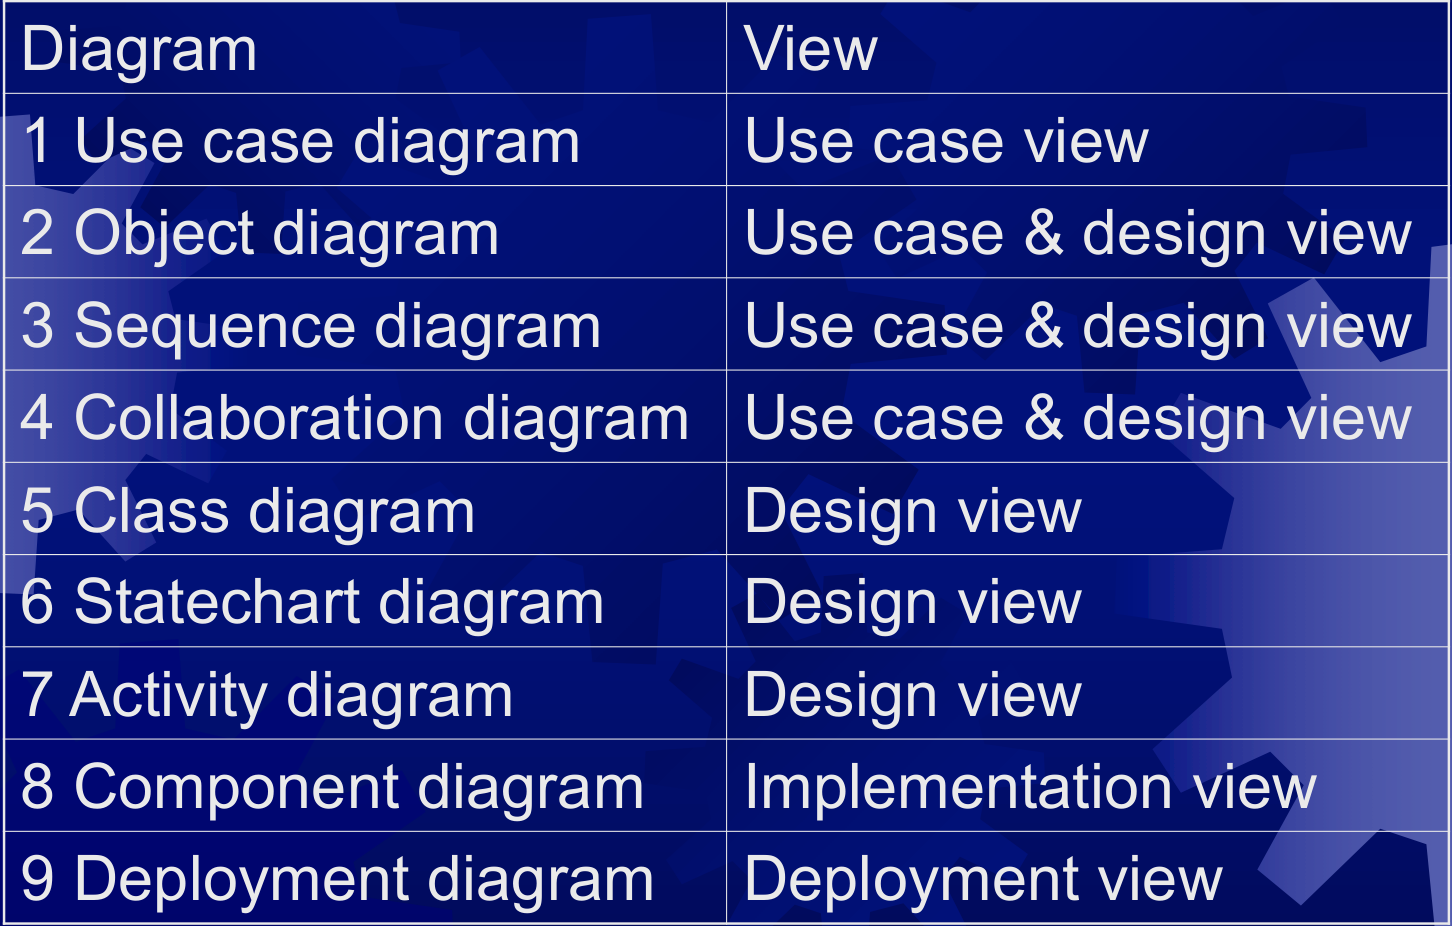 Diagram View
1 Use case diagram Use case view
2 Object diagram Use case & design view
3 Sequence diagram Use case & design view
4 Collaboration diagram Use case & design view
5 Class diagram Design view
6 Statechart diagram Design view
7 Activity diagram Design view
8 Component diagram Implementation view
9 Deployment diagram Deployment view